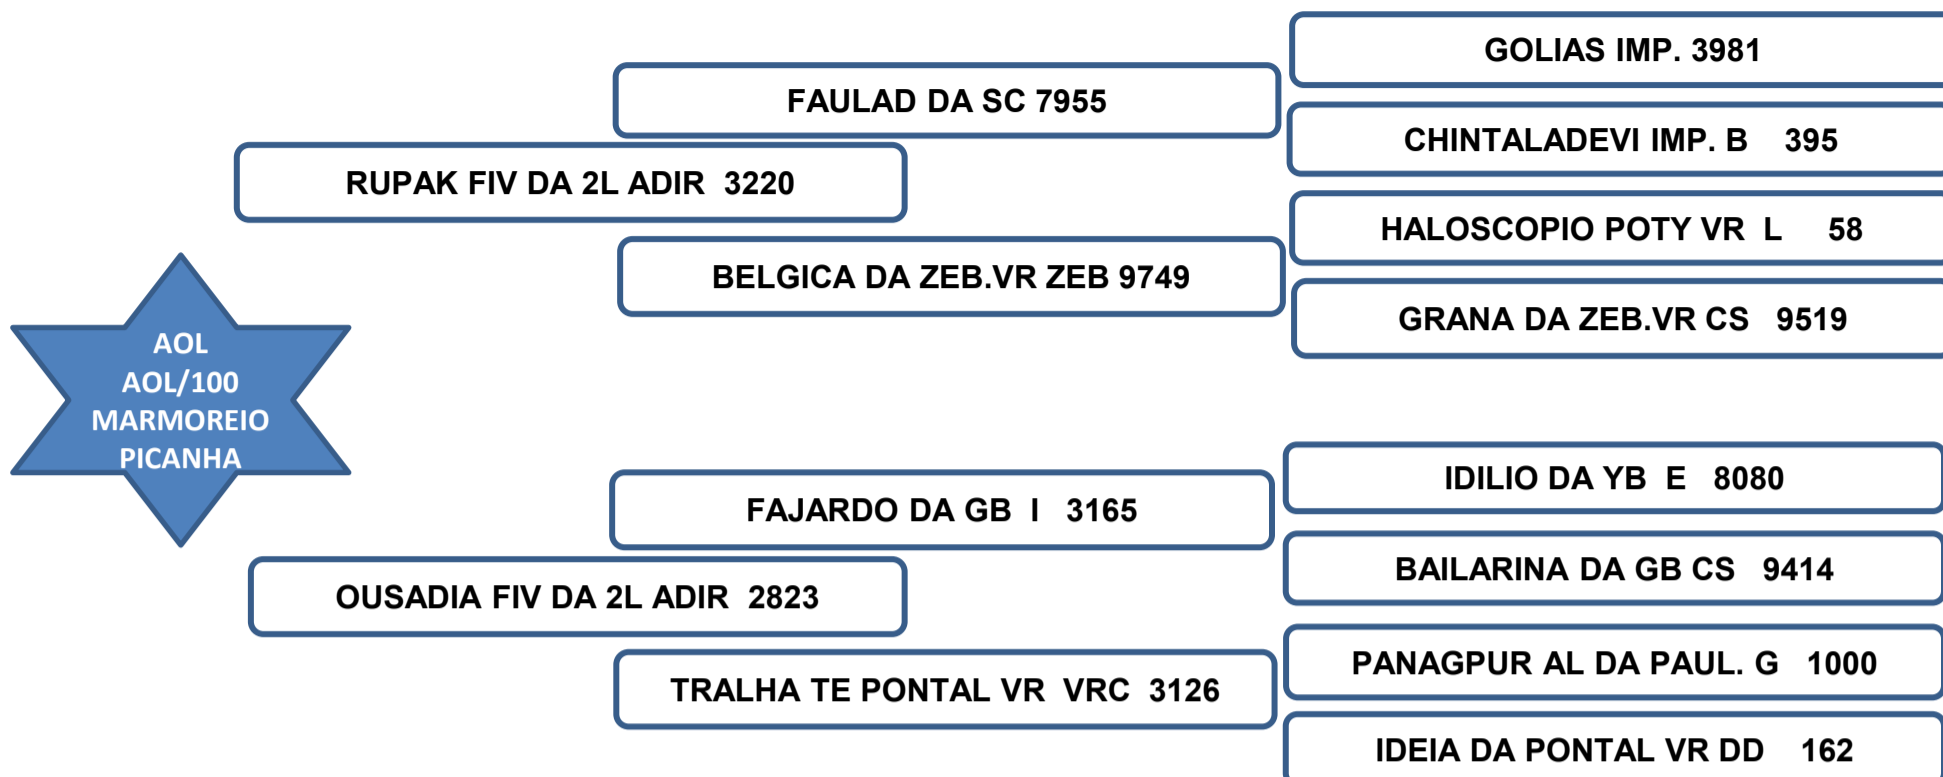 GOLIAS IMP. 3981
FAULAD DA SC 7955
CHINTALADEVI IMP. B 395
RUPAK FIV DA 2L ADIR 3220
HALOSCOPIO POTY VR L 58
BELGICA DA ZEB.VR ZEB 9749
GRANA DA ZEB.VR CS 9519
AOL
AOL/100
MARMOREIO
PICANHA
IDILIO DA YB E 8080
FAJARDO DA GB I 3165
BAILARINA DA GB CS 9414
OUSADIA FIV DA 2L ADIR 2823
PANAGPUR AL DA PAUL. G 1000
TRALHA TE PONTAL VR VRC 3126
IDEIA DA PONTAL VR DD 162